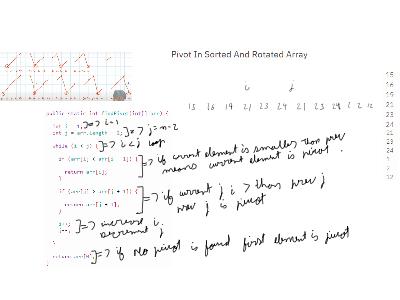 Pivot In Sorted And Rotated Array
i j
15 16 19 21 23 24 21 23 24 1 2 12
public static int findPivot(int[] arr) {
int i = 1; => i=1
int j = arr.length - 2; => j=n-2
while (i < j) => i<j loop
if (arr[i] < arr[i - 1]) { => if current element is smaller than prev
return arr[i]; means current element is pivot.
}
if (arr[j] > arr[j + 1]) { => if current j is > than prev j
return arr[j + 1]; prev j is pivot
}
i++; => increment i.
j--; decrement j
return arr[0]; => if No pivot is found first element is pivot
15
16
19
21
23
24